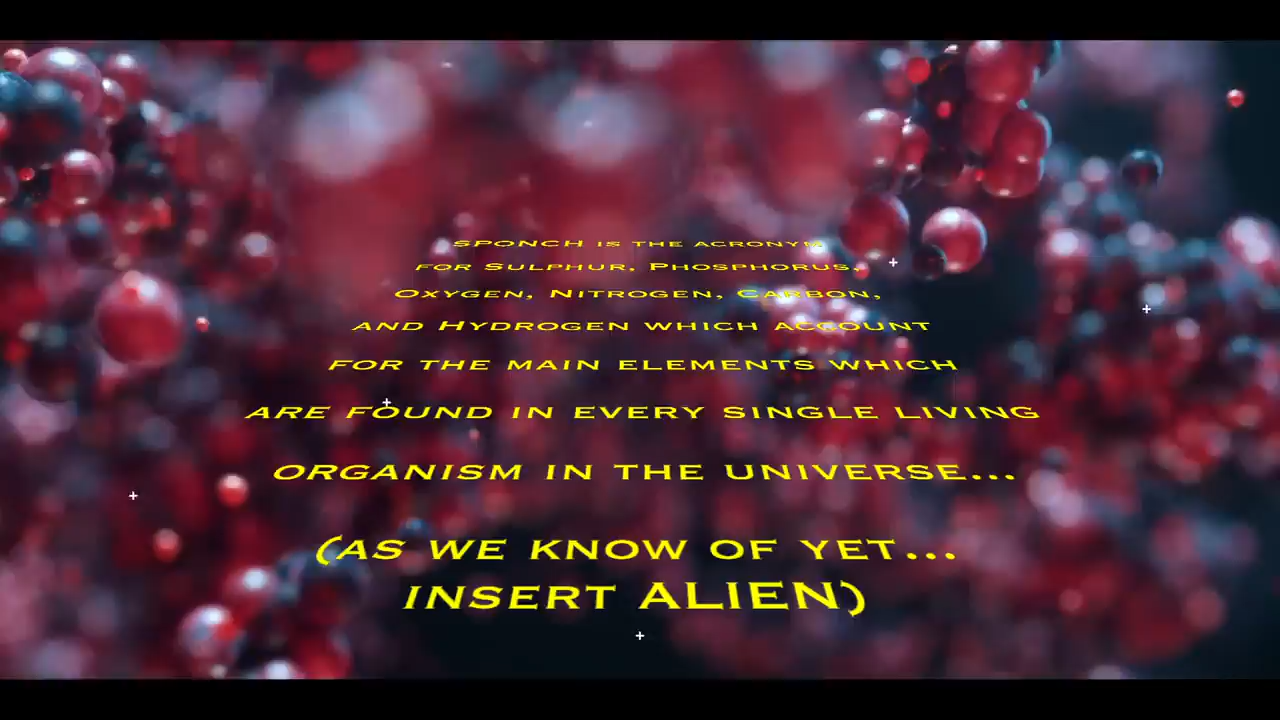 SPONCH IS THE ACRONYM
FOR SULPHUR, PHOSPHORUS,
OXYGEN, NITROGEN, CARBON,
AND HYDROGEN WHICH ACCOUNT
FOR THE MAIN ELEMENTS WHICH
ARE FOUND IN EVERY SINGLE LIVING
ORGANISM IN THE UNIVERSE...
(AS WE KNOW OF YET...
INSERT ALIEN)